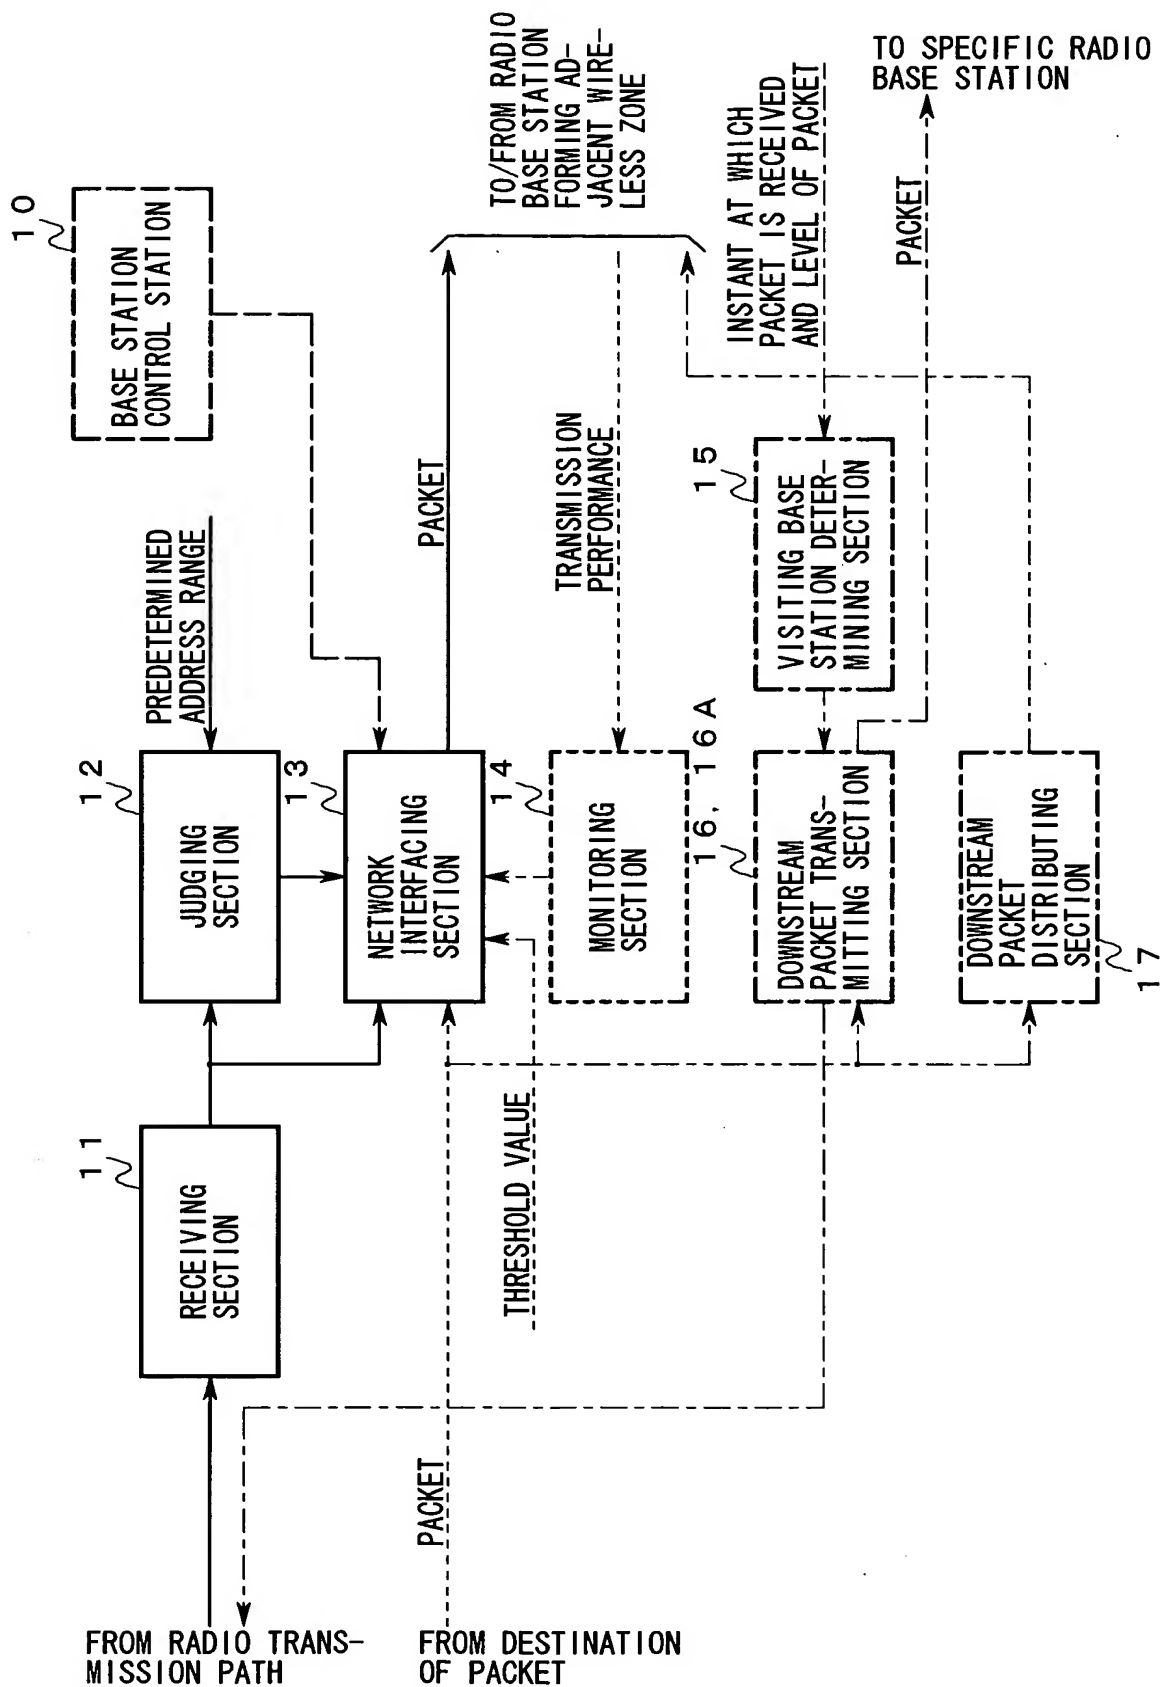 10
BASE STATION
CONTROL STATION
TO/FROM RADIO
BASE STATION
FORMING AD-
JACENT WIRE-
LESS ZONE
TO SPECIFIC RADIO
BASE STATION
PREDETERMINED
ADDRESS RANGE
PACKET
TRANSMISSION
PERFORMANCE
INSTANT AT WHICH
PACKET IS RECEIVED
AND LEVEL OF PACKET
PACKET
15
VISITING BASE
STATION DETER-
MINING SECTION
12
JUDGING
SECTION
13
NETWORK
INTERFACING
SECTION
14
MONITORING
SECTION
16, 16A
DOWNSTREAM
PACKET TRANS-
MITTING SECTION
DOWNSTREAM
PACKET
DISTRIBUTING
SECTION
17
11
RECEIVING
SECTION
THRESHOLD VALUE
PACKET
FROM RADIO TRANS-
MISSION PATH
FROM DESTINATION
OF PACKET